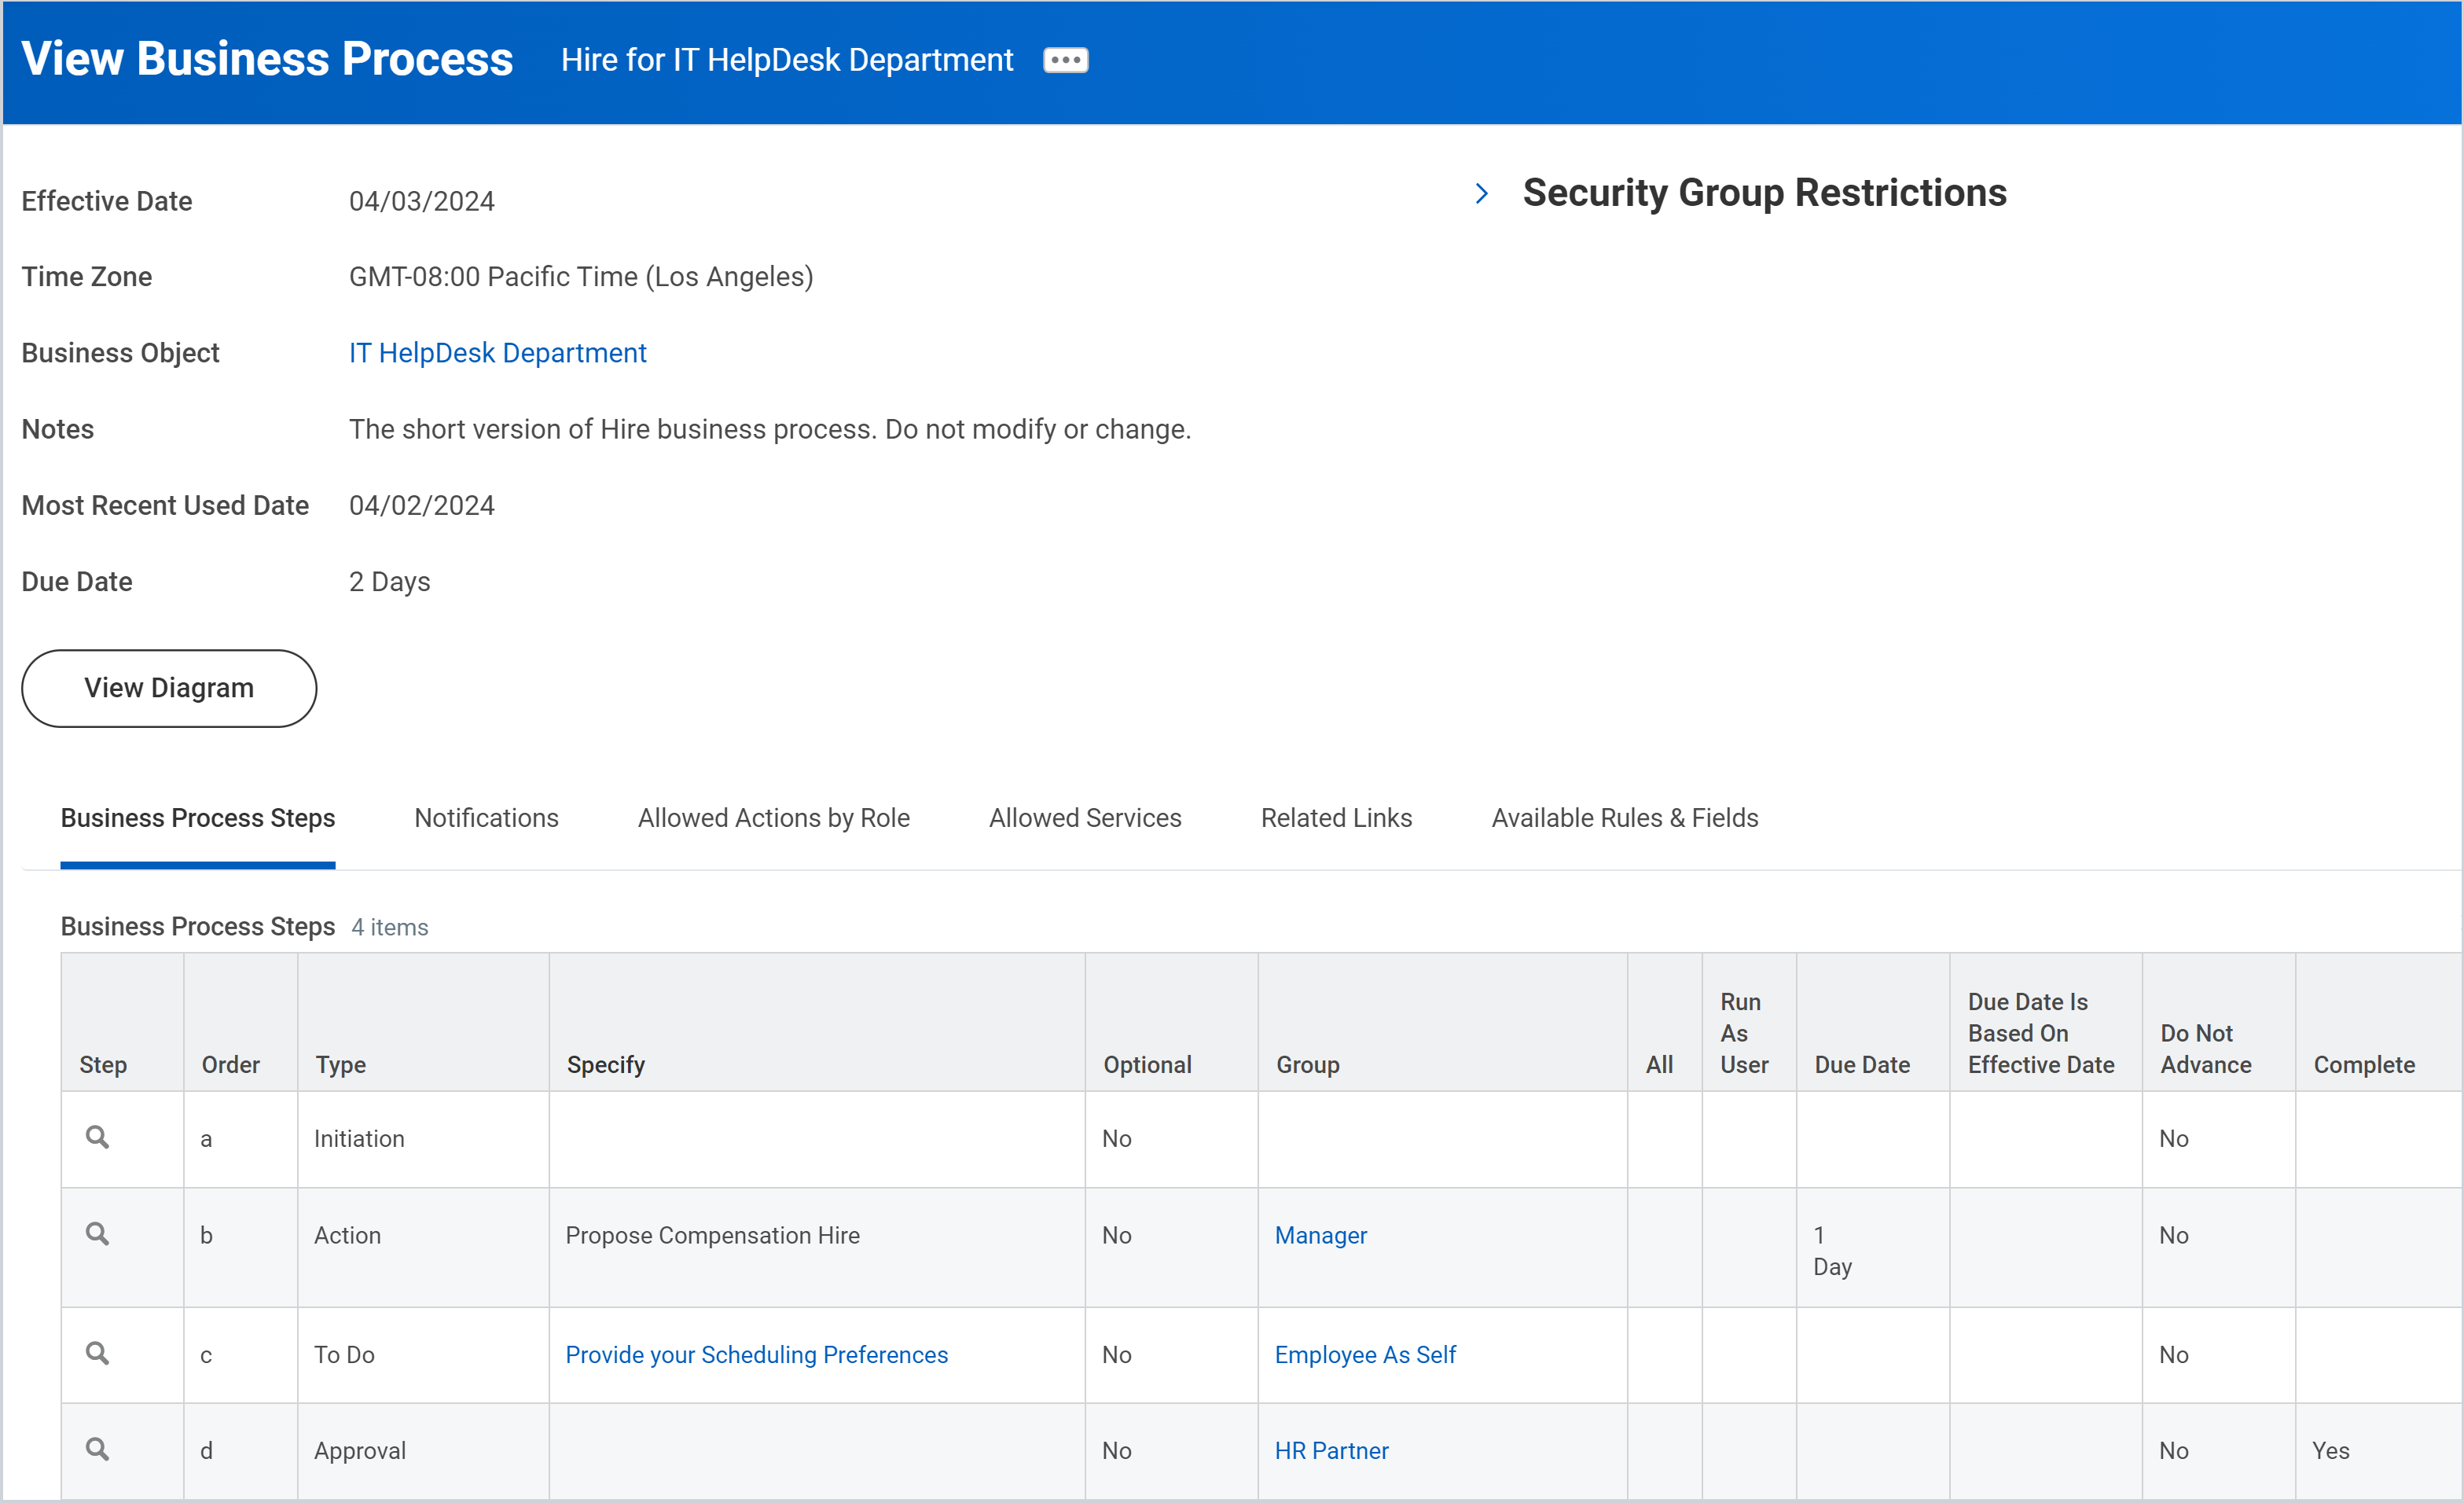 View Business Process Hire for IT HelpDesk Department
Effective Date 04/03/2024
Security Group Restrictions
Time Zone GMT-08:00 Pacific Time (Los Angeles)
Business Object IT HelpDesk Department
Notes The short version of Hire business process. Do not modify or change.
Most Recent Used Date 04/02/2024
Due Date 2 Days
View Diagram
Business Process Steps Notifications Allowed Actions by Role Allowed Services Related Links Available Rules & Fields
Business Process Steps 4 items
Step Order Type Specify Optional Group All Run As User Due Date Due Date Is Based On Effective Date Do Not Advance Complete
a Initiation No No
b Action Propose Compensation Hire No Manager 1 Day No
c To Do Provide your Scheduling Preferences No Employee As Self No
d Approval No HR Partner No Yes